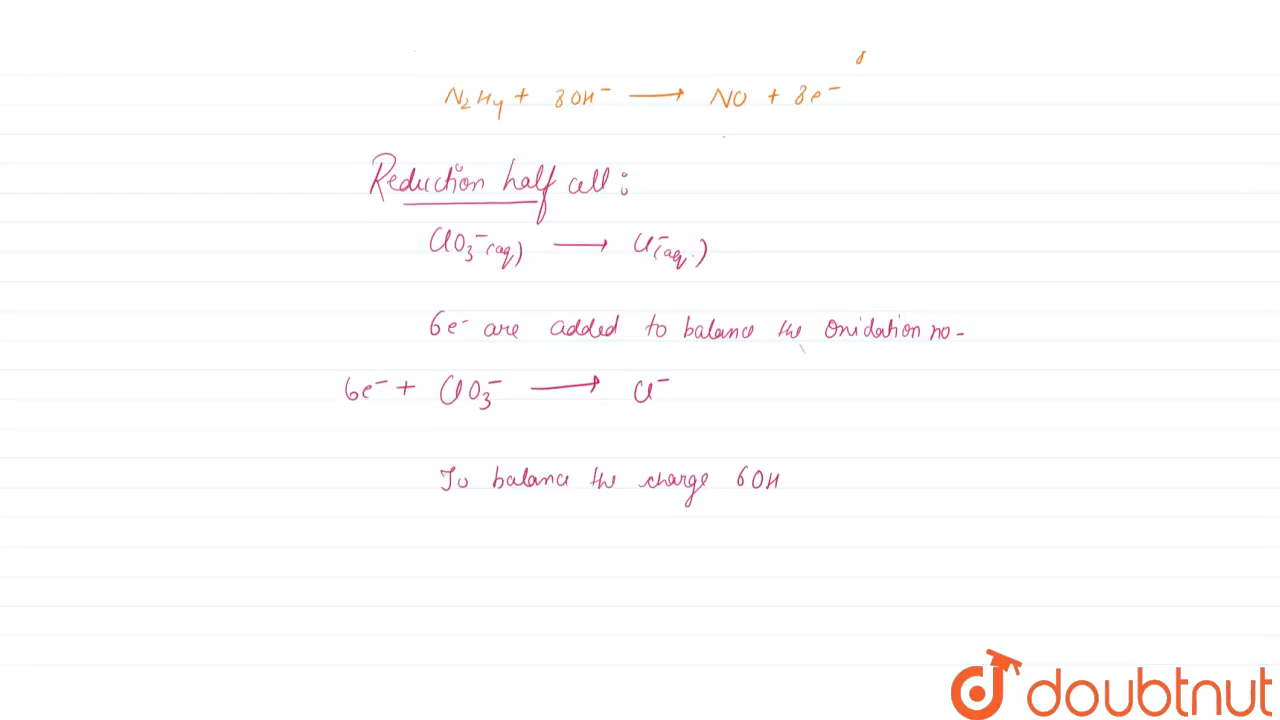 N₂H₄ + 8OH⁻ ⟶ NO + 8e⁻
Reduction half cell :
ClO₃⁻(aq) ⟶ Cl⁻(aq.)
6e⁻ are added to balance the Oxidation no-
6e⁻ + ClO₃⁻ ⟶ Cl⁻
To balance the charge 6OH
doubtnut